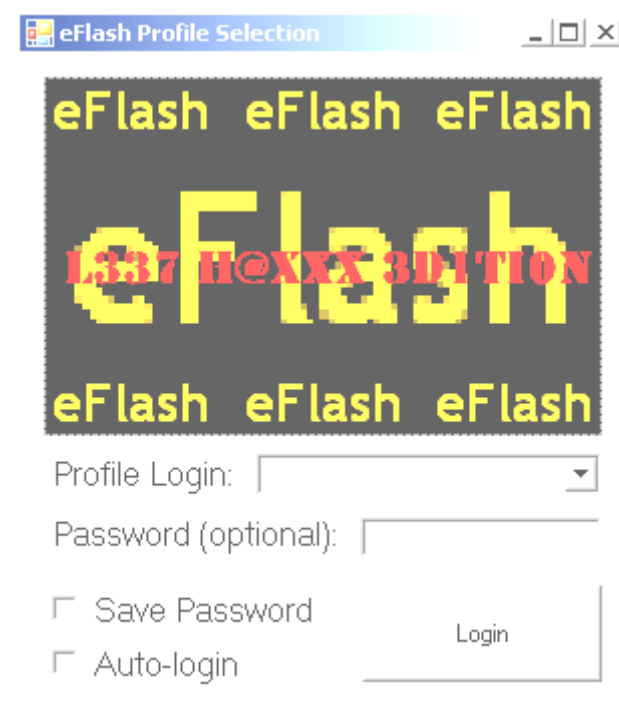 eFlash Profile Selection
eFlash eFlash eFlash
eFlash
L337 H@XXX 3D1TI0N
eFlash eFlash eFlash
Profile Login:
Password (optional):
Save Password
Login
Auto-login